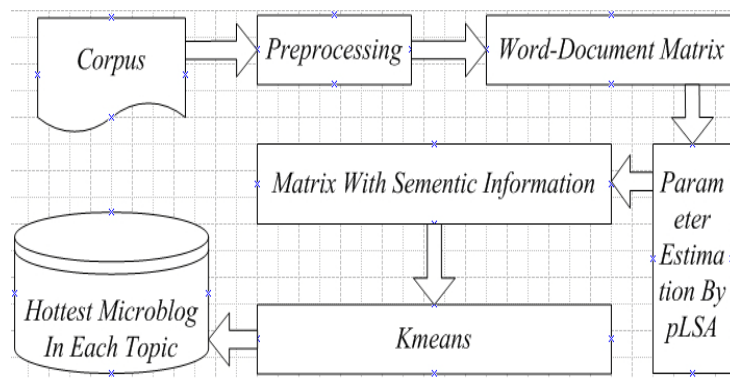 Corpus
Preprocessing
Word-Document Matrix
Param
eter
Estima
tion By
pLSA
Matrix With Sementic Information
Kmeans
Hottest Microblog
In Each Topic